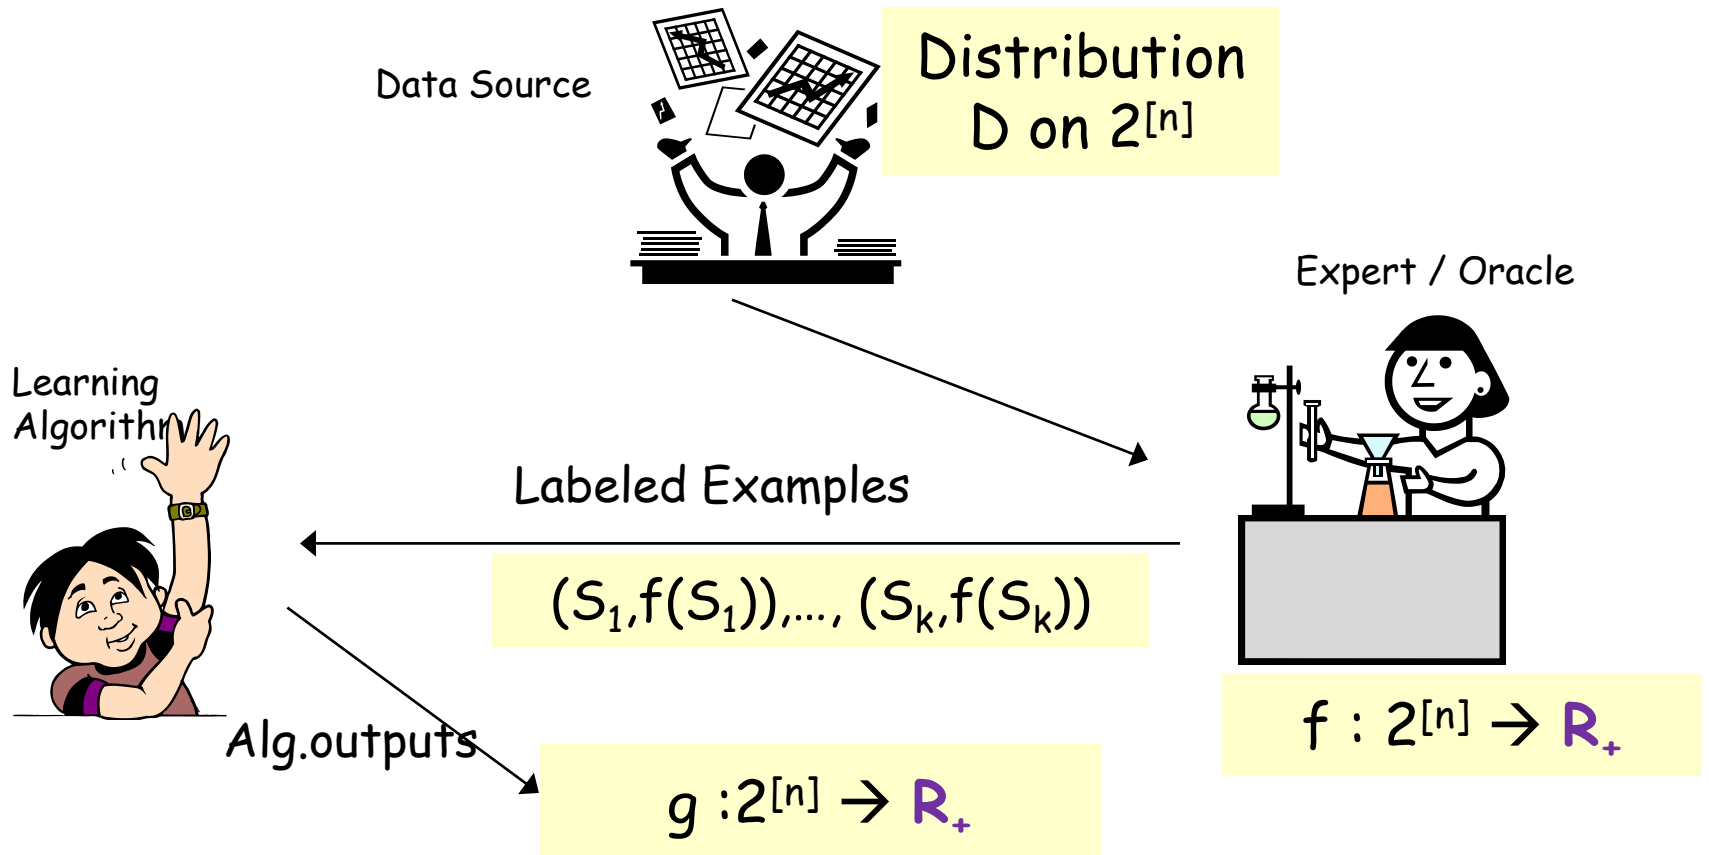 Data Source
Distribution
D on 2^[n]
Expert / Oracle
Learning
Algorithm
Labeled Examples
(S₁,f(S₁)),..., (Sₖ,f(Sₖ))
f : 2^[n] → R₊
Alg.outputs
g :2^[n] → R₊